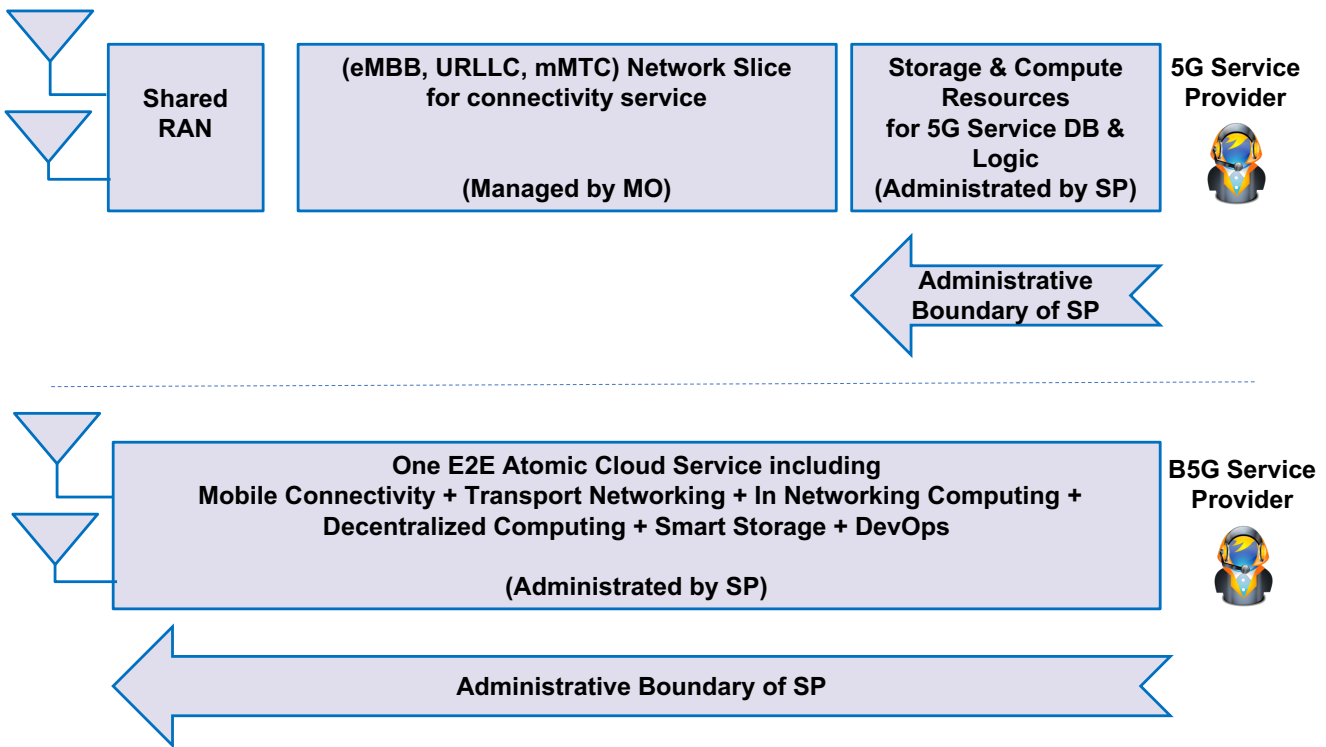 Shared
RAN
(eMBB, URLLC, mMTC) Network Slice
for connectivity service
(Managed by MO)
Storage & Compute
Resources
for 5G Service DB &
Logic
(Administrated by SP)
5G Service
Provider
Administrative
Boundary of SP
One E2E Atomic Cloud Service including
Mobile Connectivity + Transport Networking + In Networking Computing +
Decentralized Computing + Smart Storage + DevOps
(Administrated by SP)
B5G Service
Provider
Administrative Boundary of SP